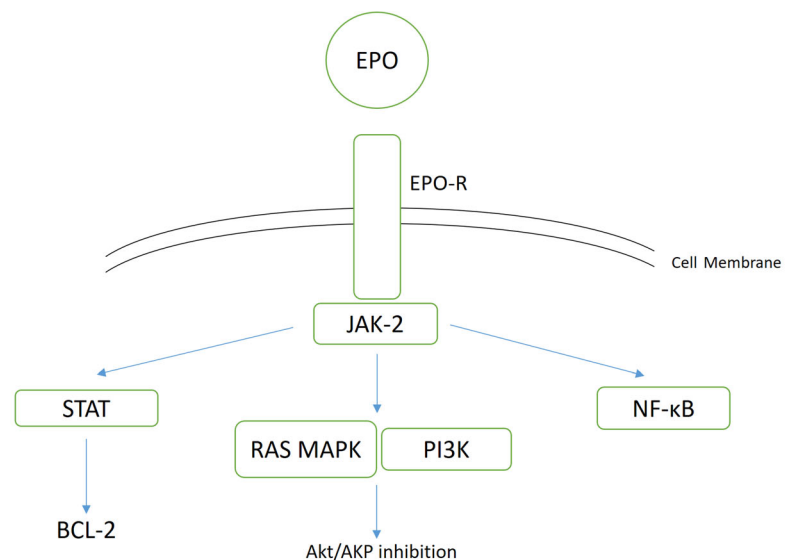 EPO
EPO-R
Cell Membrane
JAK-2
STAT
NF-κB
RAS MAPK
PI3K
BCL-2
Akt/AKP inhibition